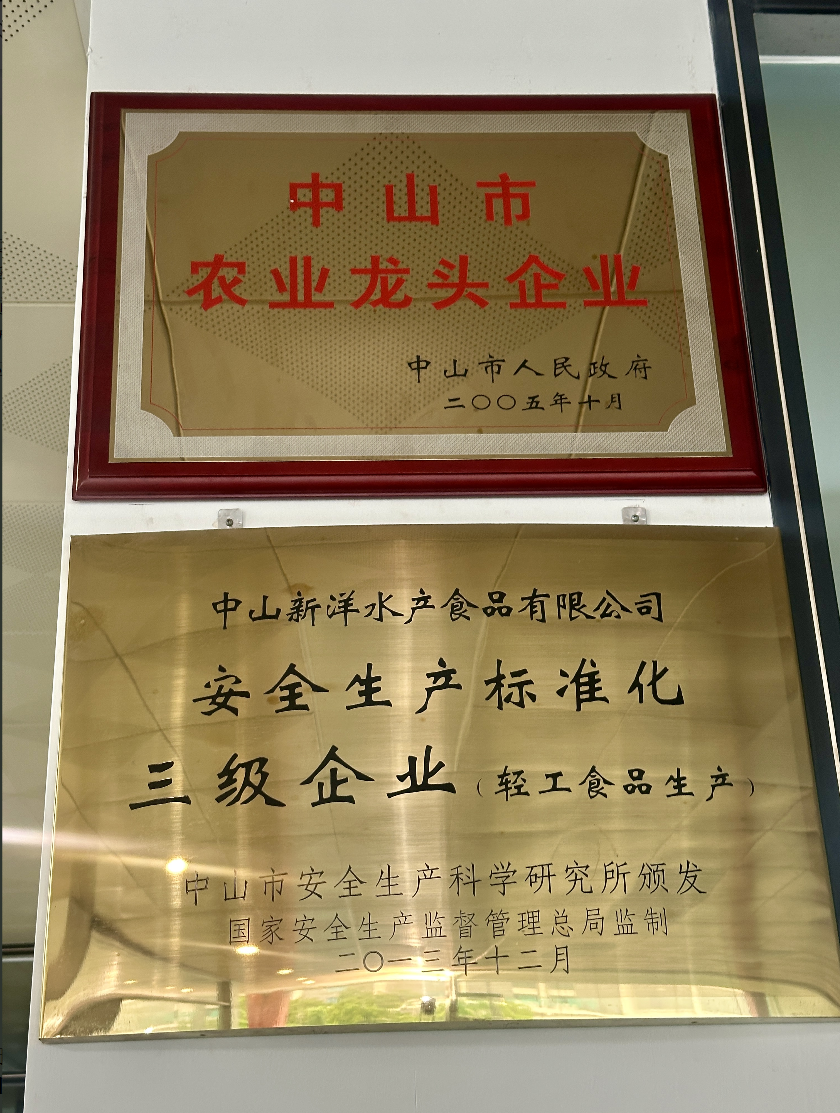 中山市
农业龙头企业
中山市人民政府
二〇〇五年十月
中山新洋水产食品有限公司
安全生产标准化
三级企业（轻工食品生产）
中山市安全生产科学研究所颁发
国家安全生产监督管理总局监制
二〇一三年十二月